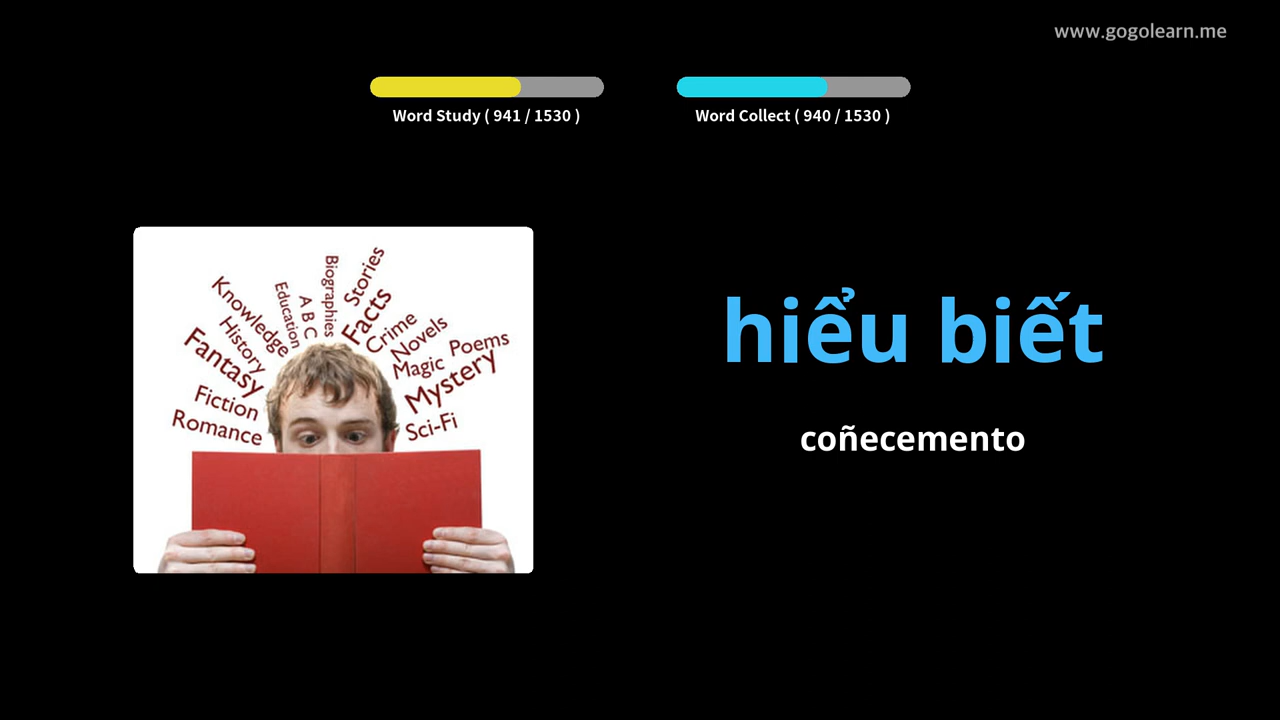 www.gogolearn.me
Word Study ( 941 / 1530 )
Word Collect ( 940 / 1530 )
Knowledge
History
Fantasy
Fiction
Romance
Education
A B C
Biographies
Stories
Facts
Crime
Novels
Magic
Poems
Mystery
Sci-Fi
hiểu biết
coñecemento